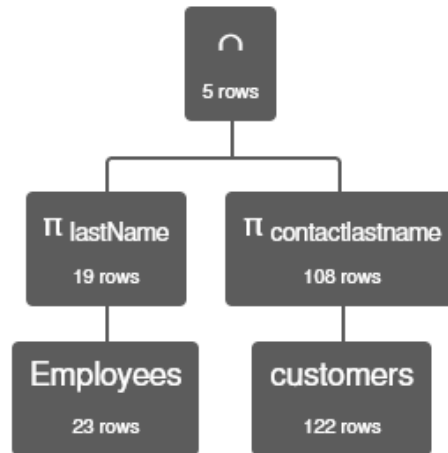 ∩
5 rows
π lastName
π contactlastname
19 rows
108 rows
Employees
customers
23 rows
122 rows